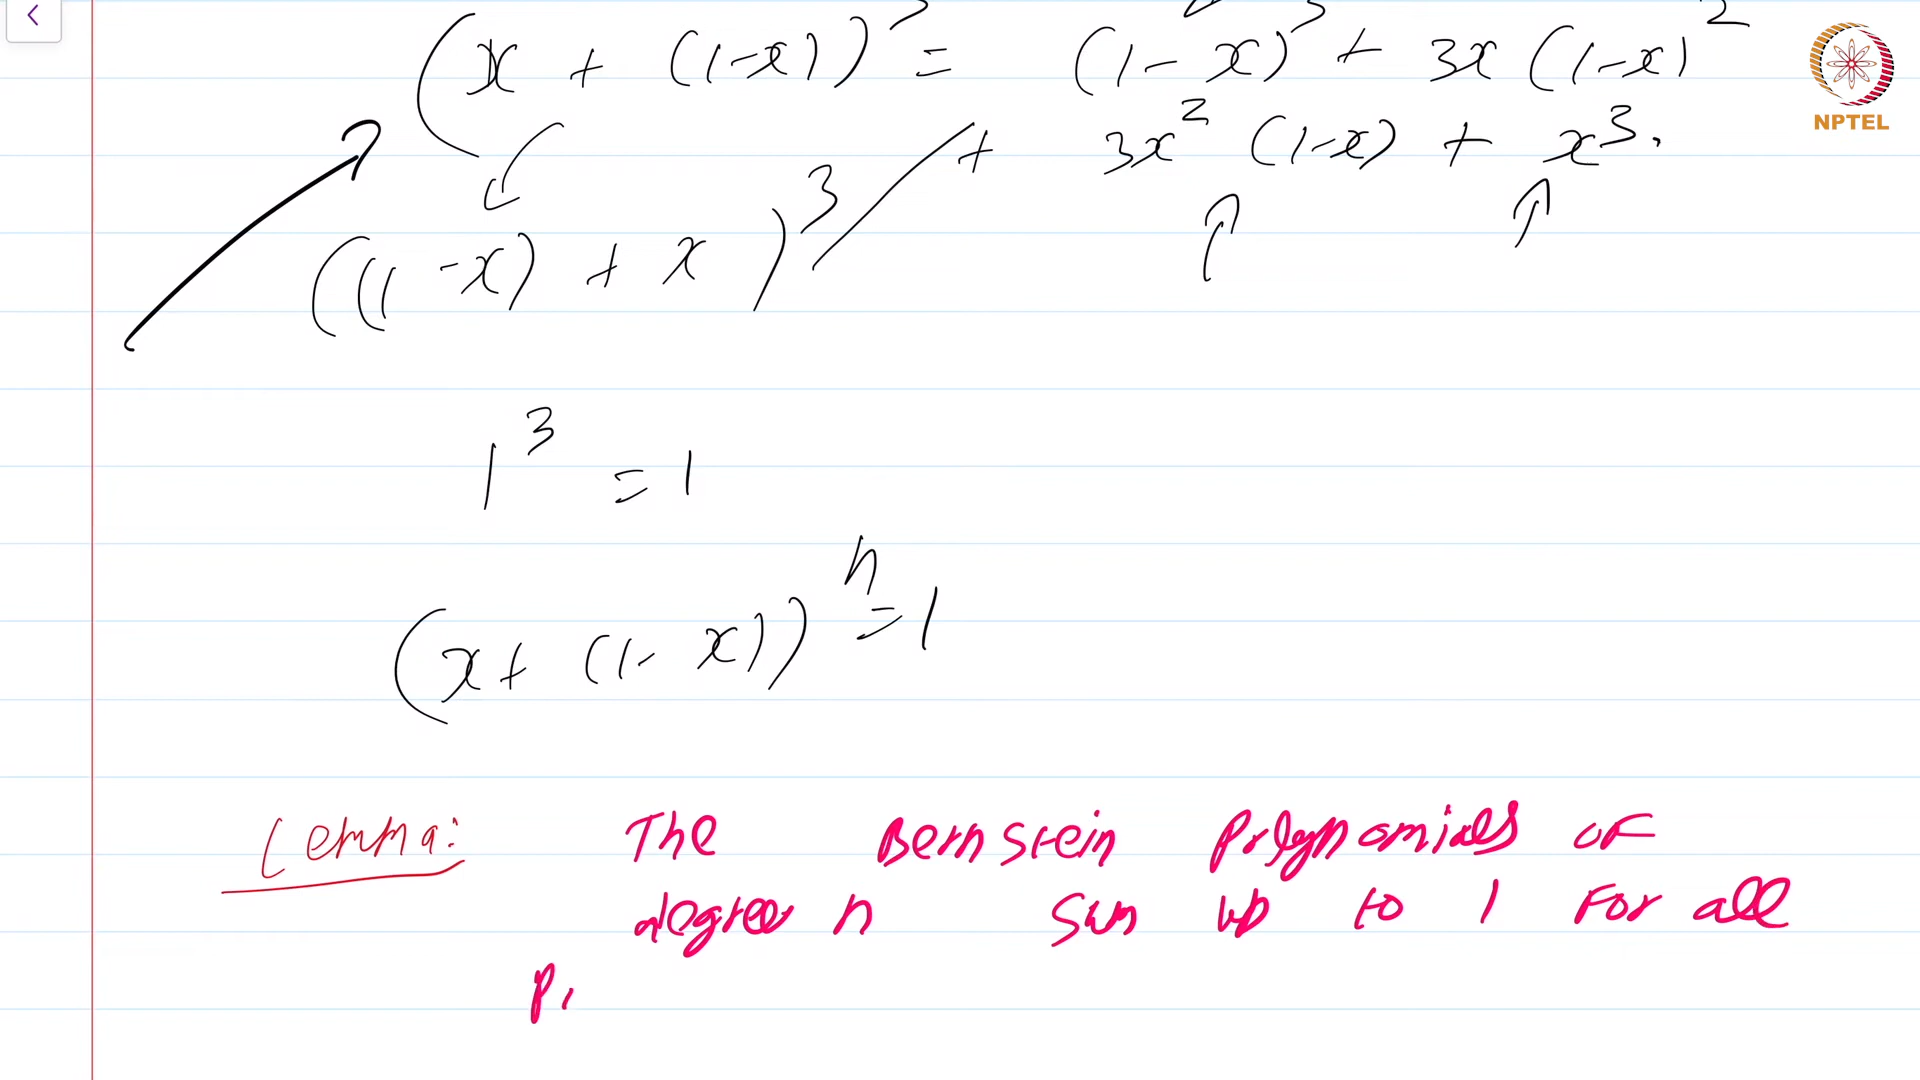 (x + (1-x))³ = (1-x)³ + 3x (1-x)²
+ 3x² (1-x) + x³.
((1-x) + x)³
1³ = 1
(x + (1-x))ⁿ = 1
Lemma: The Bernstein Polynomials of
degree n sum up to 1 for all
NPTEL